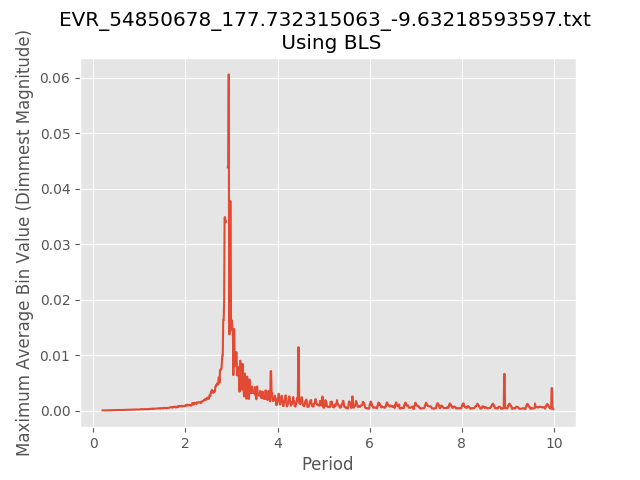 EVR_54850678_177.732315063_-9.63218593597.txt
Using BLS
Maximum Average Bin Value (Dimmest Magnitude)
0.06
0.05
0.04
0.03
0.02
0.01
0.00
0 2 4 6 8 10
Period